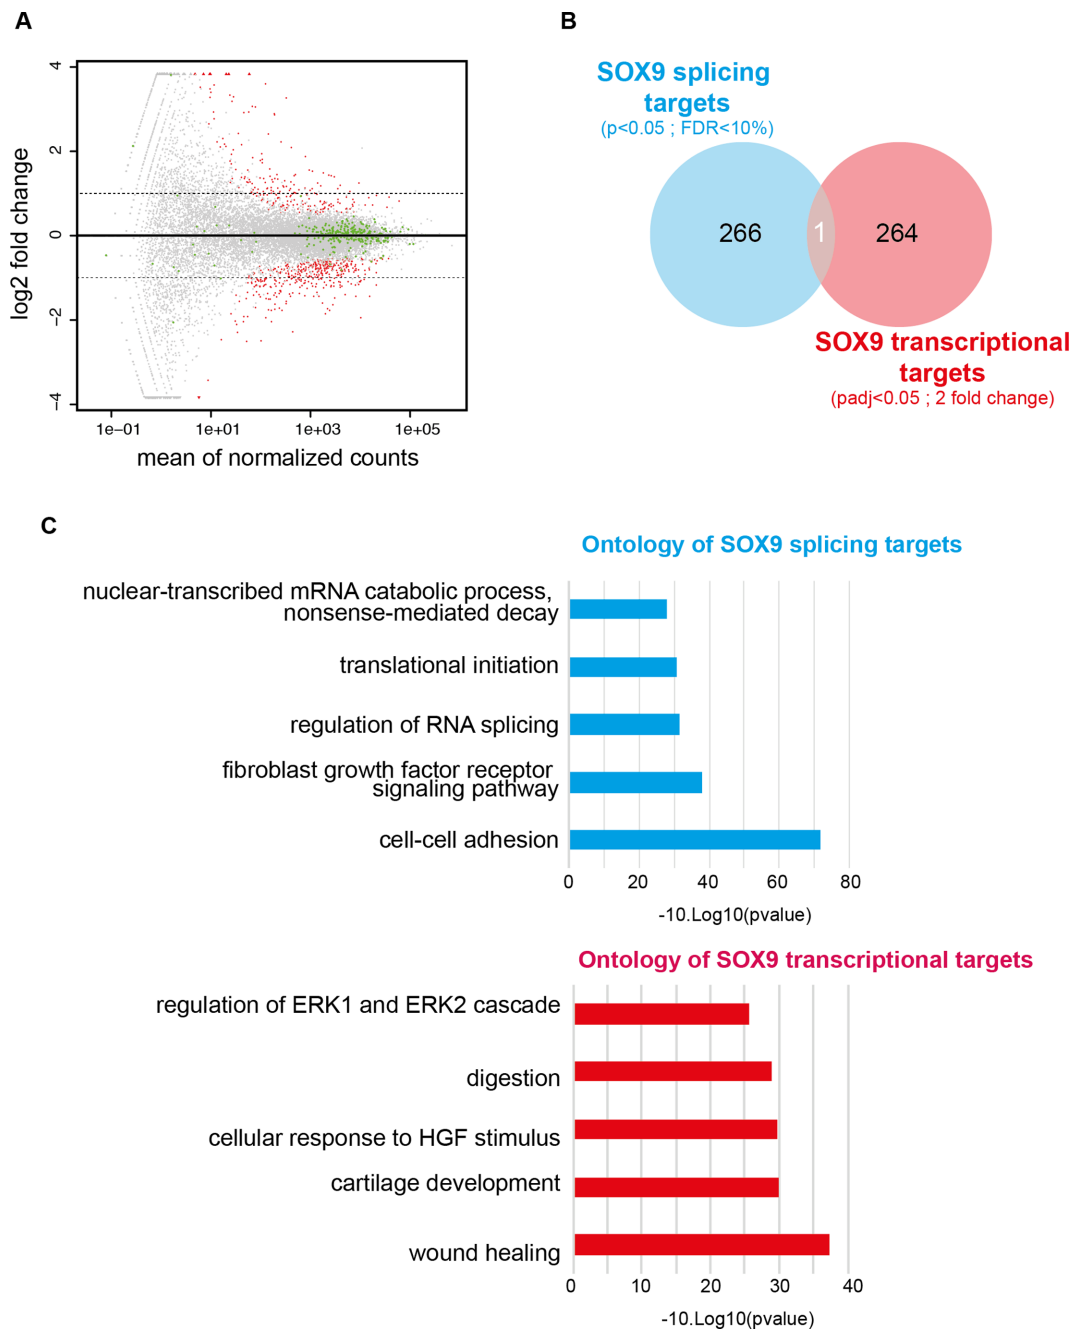 A
log2 fold change
4
2
0
−2
−4
1e−01
1e+01
1e+03
1e+05
mean of normalized counts
B
SOX9 splicing
targets
(p<0.05 ; FDR<10%)
266
1
264
SOX9 transcriptional
targets
(padj<0.05 ; 2 fold change)
C
Ontology of SOX9 splicing targets
nuclear-transcribed mRNA catabolic process,
nonsense-mediated decay
translational initiation
regulation of RNA splicing
fibroblast growth factor receptor
signaling pathway
cell-cell adhesion
0 20 40 60 80
-10.Log10(pvalue)
Ontology of SOX9 transcriptional targets
regulation of ERK1 and ERK2 cascade
digestion
cellular response to HGF stimulus
cartilage development
wound healing
0 10 20 30 40
-10.Log10(pvalue)